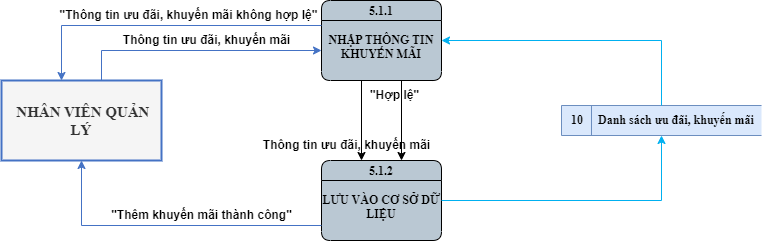 "Thông tin ưu đãi, khuyến mãi không hợp lệ"
Thông tin ưu đãi, khuyến mãi
5.1.1
NHẬP THÔNG TIN
KHUYẾN MÃI
NHÂN VIÊN QUẢN
LÝ
"Hợp lệ"
10 Danh sách ưu đãi, khuyến mãi
Thông tin ưu đãi, khuyến mãi
5.1.2
LƯU VÀO CƠ SỞ DỮ
LIỆU
"Thêm khuyến mãi thành công"